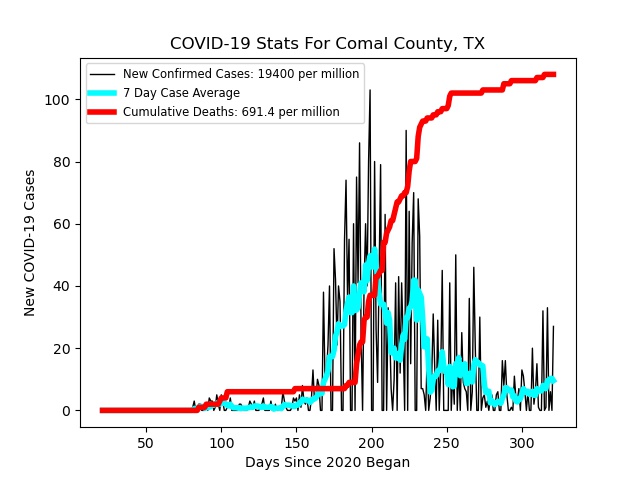 COVID-19 Stats For Comal County, TX
New Confirmed Cases: 19400 per million
7 Day Case Average
Cumulative Deaths: 691.4 per million
New COVID-19 Cases
100
80
60
40
20
0
50 100 150 200 250 300
Days Since 2020 Began